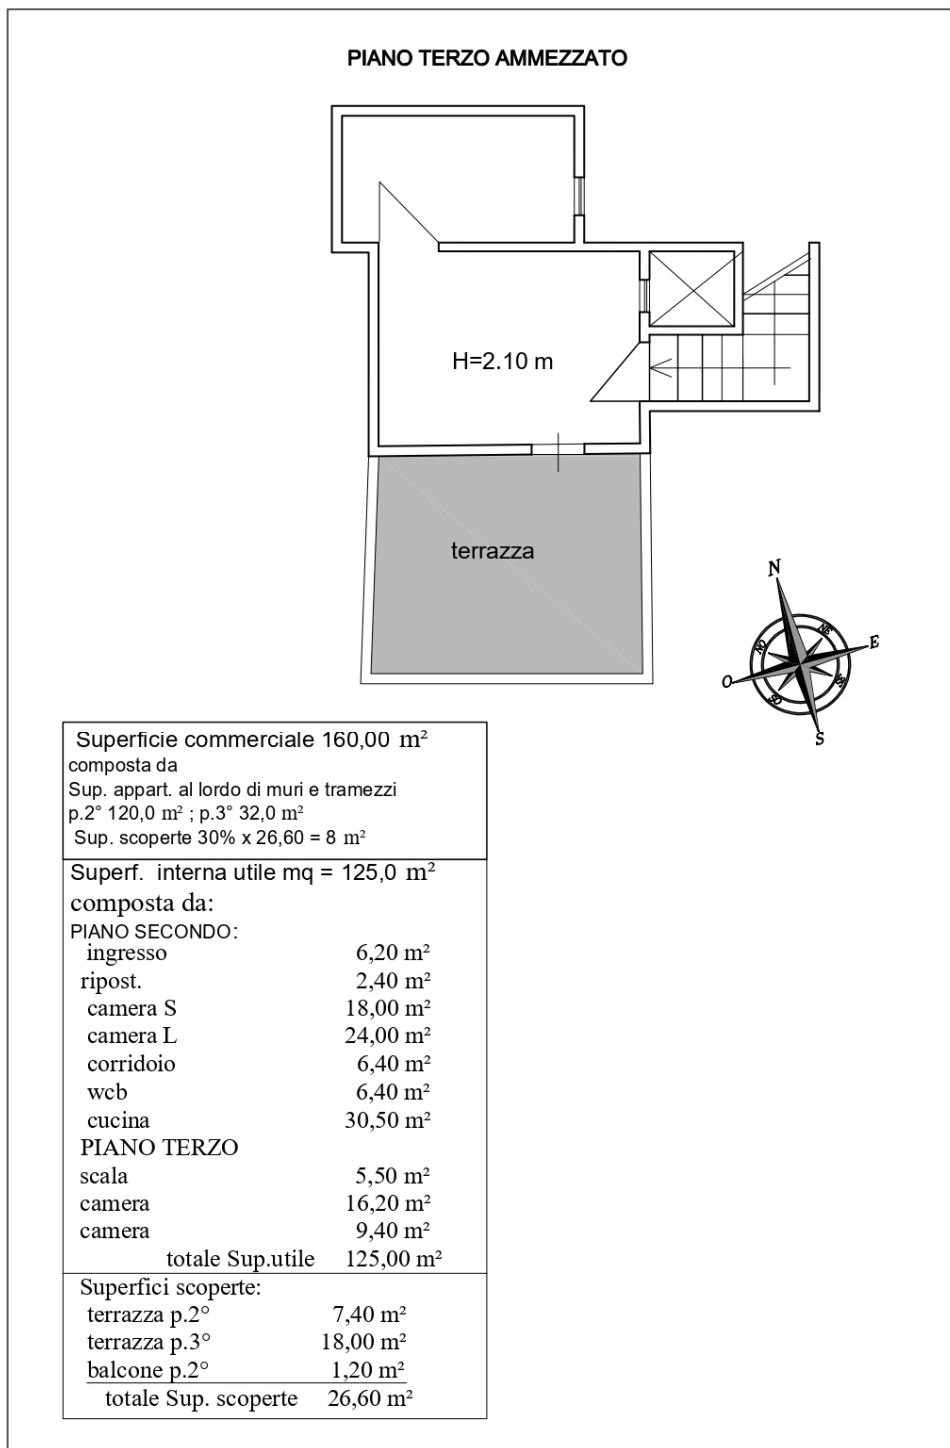 PIANO TERZO AMMEZZATO
H=2.10 m
terrazza
N
NE
E
SE
S
SO
O
NO
Superficie commerciale 160,00 m²
composta da
Sup. appart. al lordo di muri e tramezzi
p.2° 120,0 m² ; p.3° 32,0 m²
Sup. scoperte 30% x 26,60 = 8 m²
Superf. interna utile mq = 125,0 m²
composta da:
PIANO SECONDO:
ingresso 6,20 m²
ripost. 2,40 m²
camera S 18,00 m²
camera L 24,00 m²
corridoio 6,40 m²
wcb 6,40 m²
cucina 30,50 m²
PIANO TERZO
scala 5,50 m²
camera 16,20 m²
camera 9,40 m²
totale Sup.utile 125,00 m²
Superfici scoperte:
terrazza p.2° 7,40 m²
terrazza p.3° 18,00 m²
balcone p.2° 1,20 m²
totale Sup. scoperte 26,60 m²